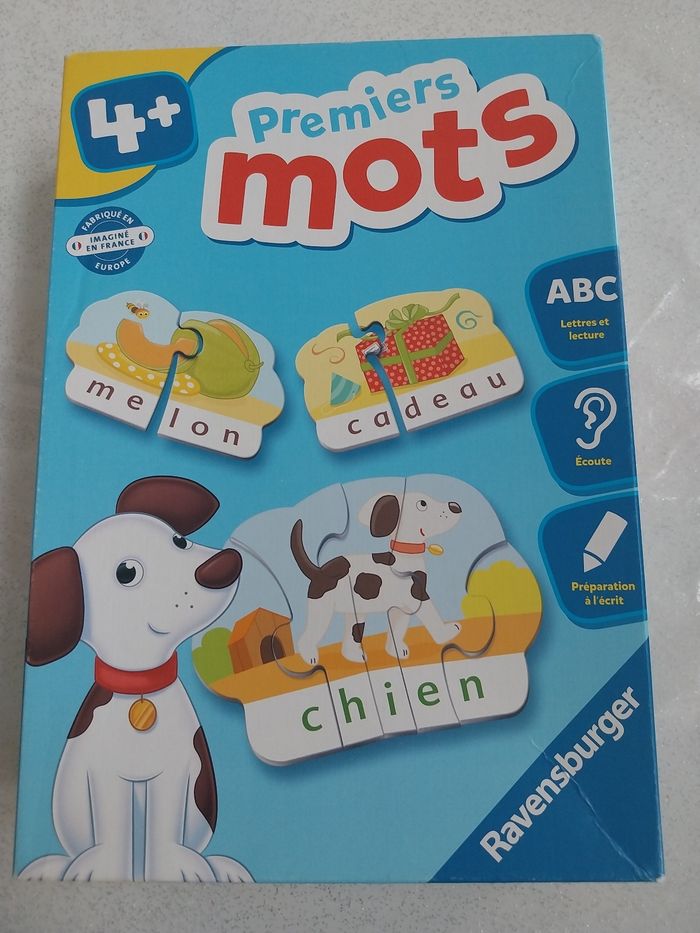 4+
Premiers
mots
FABRIQUÉ EN
IMAGINÉ
EN FRANCE
EUROPE
ABC
Lettres et
lecture
melon
cadeau
Écoute
Préparation
à l'écrit
chien
Ravensburger